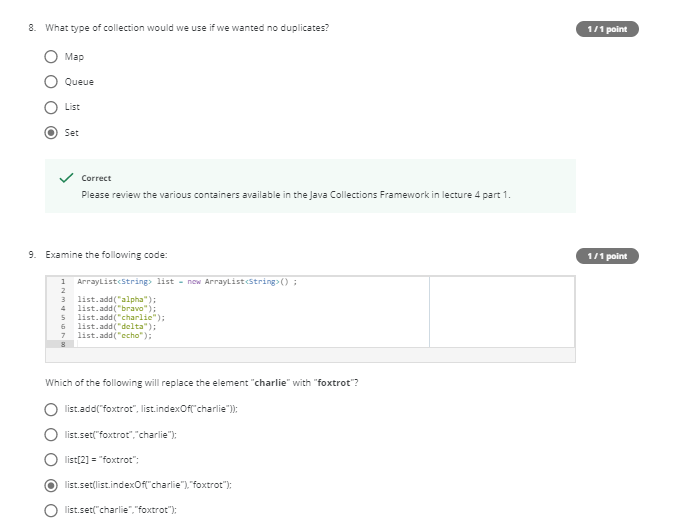 8. What type of collection would we use if we wanted no duplicates?
1 / 1 point
Map
Queue
List
Set
Correct
Please review the various containers available in the Java Collections Framework in lecture 4 part 1.
9. Examine the following code:
1 / 1 point
1 ArrayList<String> list = new ArrayList<String>() ;
2
3 list.add("alpha");
4 list.add("bravo");
5 list.add("charlie");
6 list.add("delta");
7 list.add("echo");
8
Which of the following will replace the element "charlie" with "foxtrot"?
list.add("foxtrot", list.indexOf("charlie"));
list.set("foxtrot","charlie");
list[2] = "foxtrot";
list.set(list.indexOf("charlie"),"foxtrot");
list.set("charlie","foxtrot");